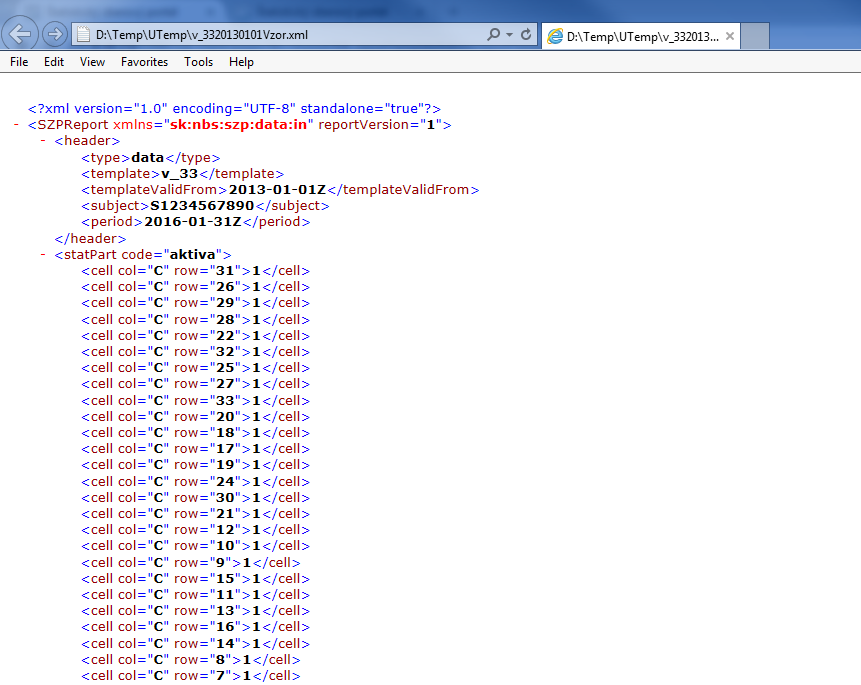 D:\Temp\UTemp\v_3320130101Vzor.xml
D:\Temp\UTemp\v_332013...
File Edit View Favorites Tools Help
<?xml version="1.0" encoding="UTF-8" standalone="true"?>
- <SZPReport xmlns="sk:nbs:szp:data:in" reportVersion="1">
- <header>
<type>data</type>
<template>v_33</template>
<templateValidFrom>2013-01-01Z</templateValidFrom>
<subject>S1234567890</subject>
<period>2016-01-31Z</period>
</header>
- <statPart code="aktiva">
<cell col="C" row="31">1</cell>
<cell col="C" row="26">1</cell>
<cell col="C" row="29">1</cell>
<cell col="C" row="28">1</cell>
<cell col="C" row="22">1</cell>
<cell col="C" row="32">1</cell>
<cell col="C" row="25">1</cell>
<cell col="C" row="27">1</cell>
<cell col="C" row="33">1</cell>
<cell col="C" row="20">1</cell>
<cell col="C" row="18">1</cell>
<cell col="C" row="17">1</cell>
<cell col="C" row="19">1</cell>
<cell col="C" row="24">1</cell>
<cell col="C" row="30">1</cell>
<cell col="C" row="21">1</cell>
<cell col="C" row="12">1</cell>
<cell col="C" row="10">1</cell>
<cell col="C" row="9">1</cell>
<cell col="C" row="15">1</cell>
<cell col="C" row="11">1</cell>
<cell col="C" row="13">1</cell>
<cell col="C" row="16">1</cell>
<cell col="C" row="14">1</cell>
<cell col="C" row="8">1</cell>
<cell col="C" row="7">1</cell>